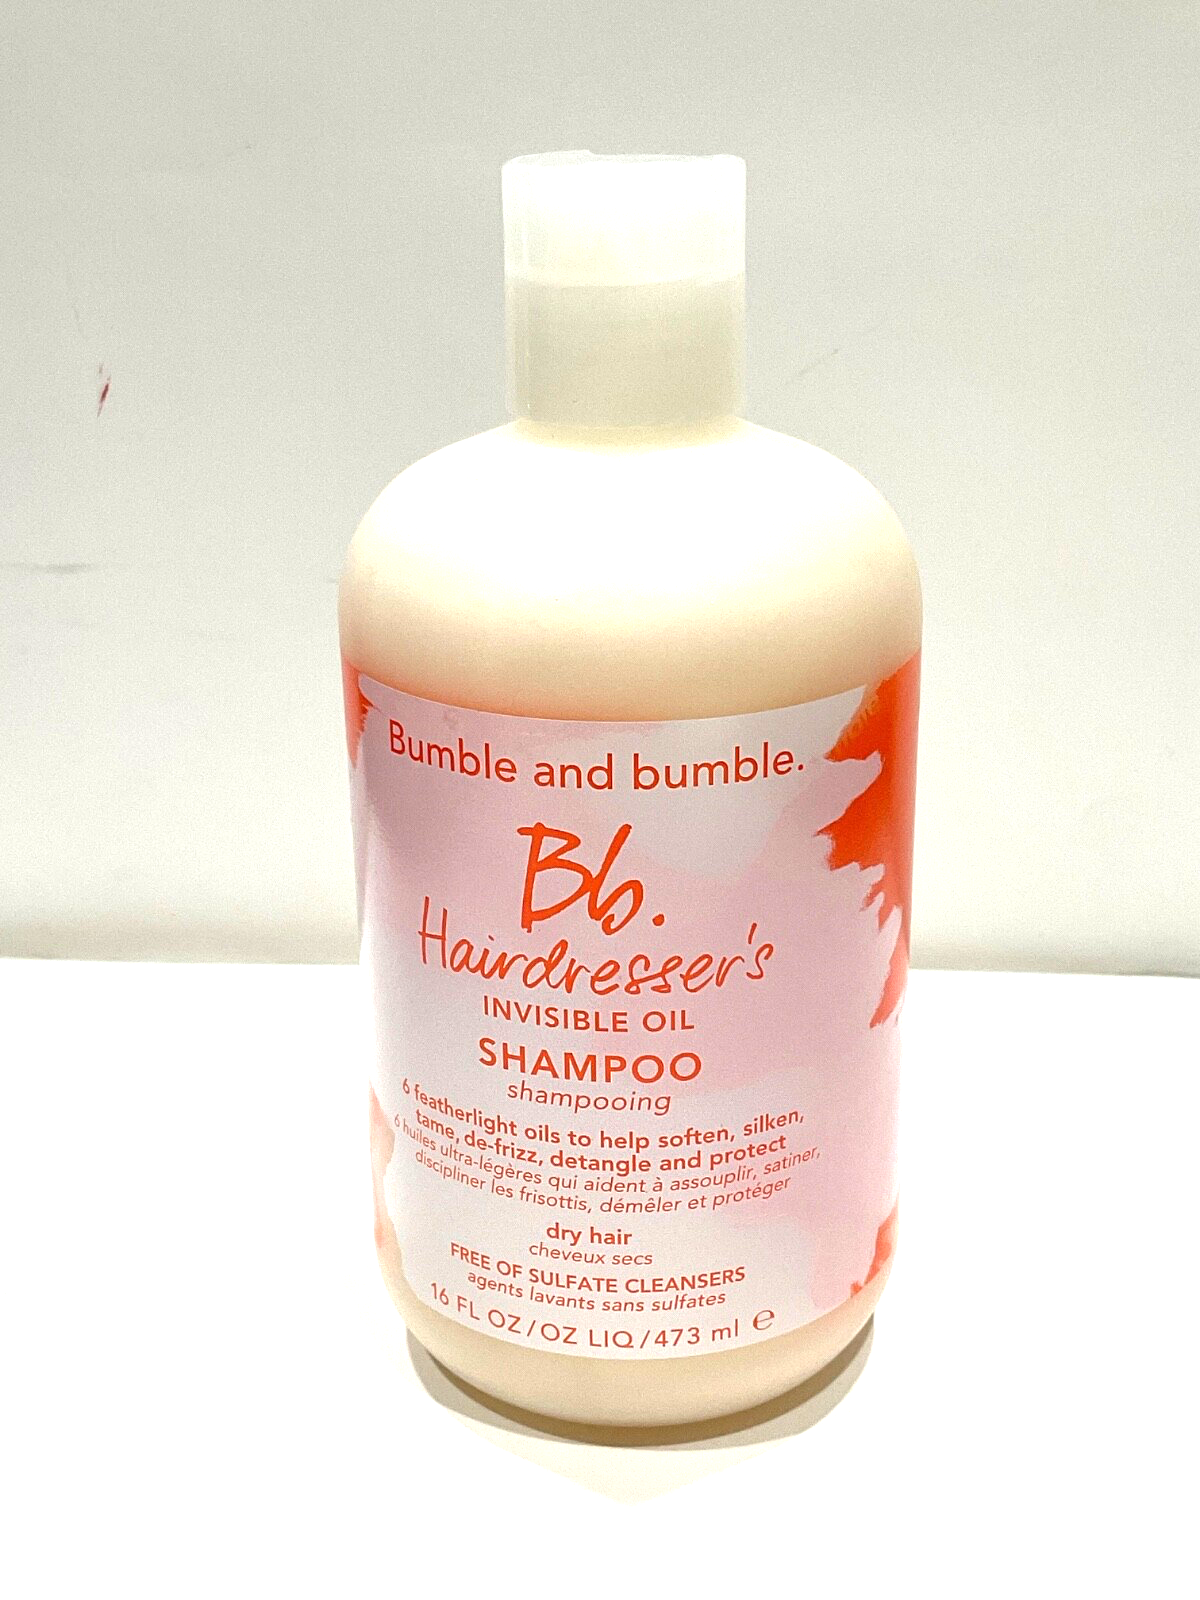 Bumble and bumble.
Bb.
Hairdresser's
INVISIBLE OIL
SHAMPOO
shampooing
6 featherlight oils to help soften, silken,
tame, de-frizz, detangle and protect
6 huiles ultra-légères qui aident à assouplir, satiner,
discipliner les frisottis, démêler et protéger
dry hair
cheveux secs
FREE OF SULFATE CLEANSERS
agents lavants sans sulfates
16 FL OZ/OZ LIQ/473 ml ℮